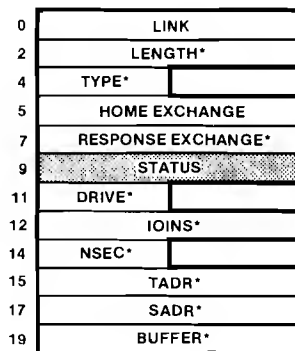 0 LINK
2 LENGTH*
4 TYPE*
5 HOME EXCHANGE
7 RESPONSE EXCHANGE*
9 STATUS
11 DRIVE*
12 IOINS*
14 NSEC*
15 TADR*
17 SADR*
19 BUFFER*